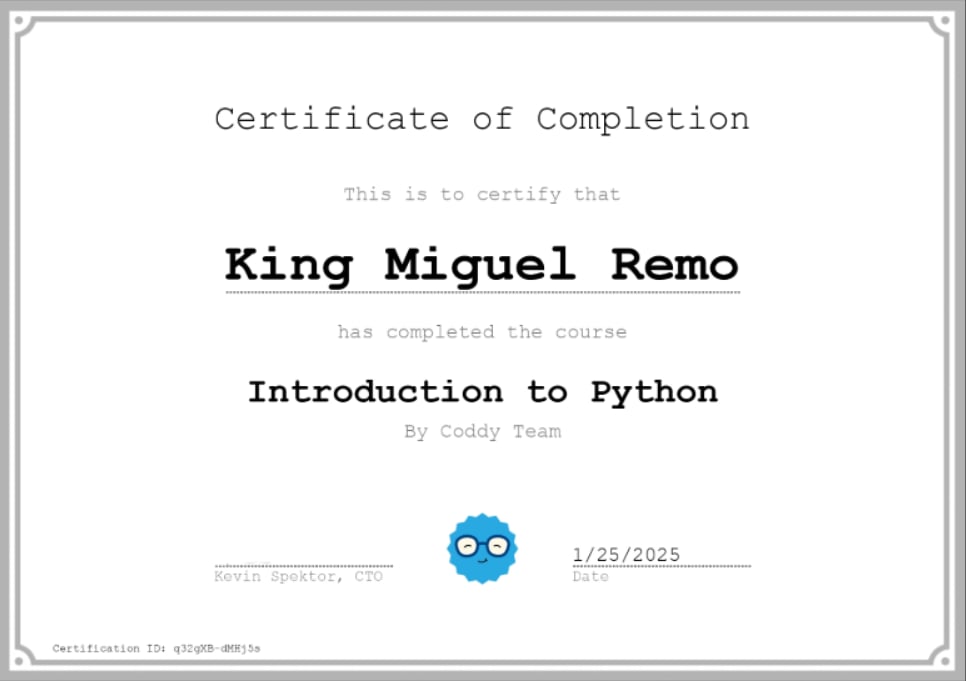 Certificate of Completion
This is to certify that
King Miguel Remo
has completed the course
Introduction to Python
By Coddy Team
1/25/2025
Kevin Spektor, CTO
Date
Certification ID: q32gXB-dMHj5s